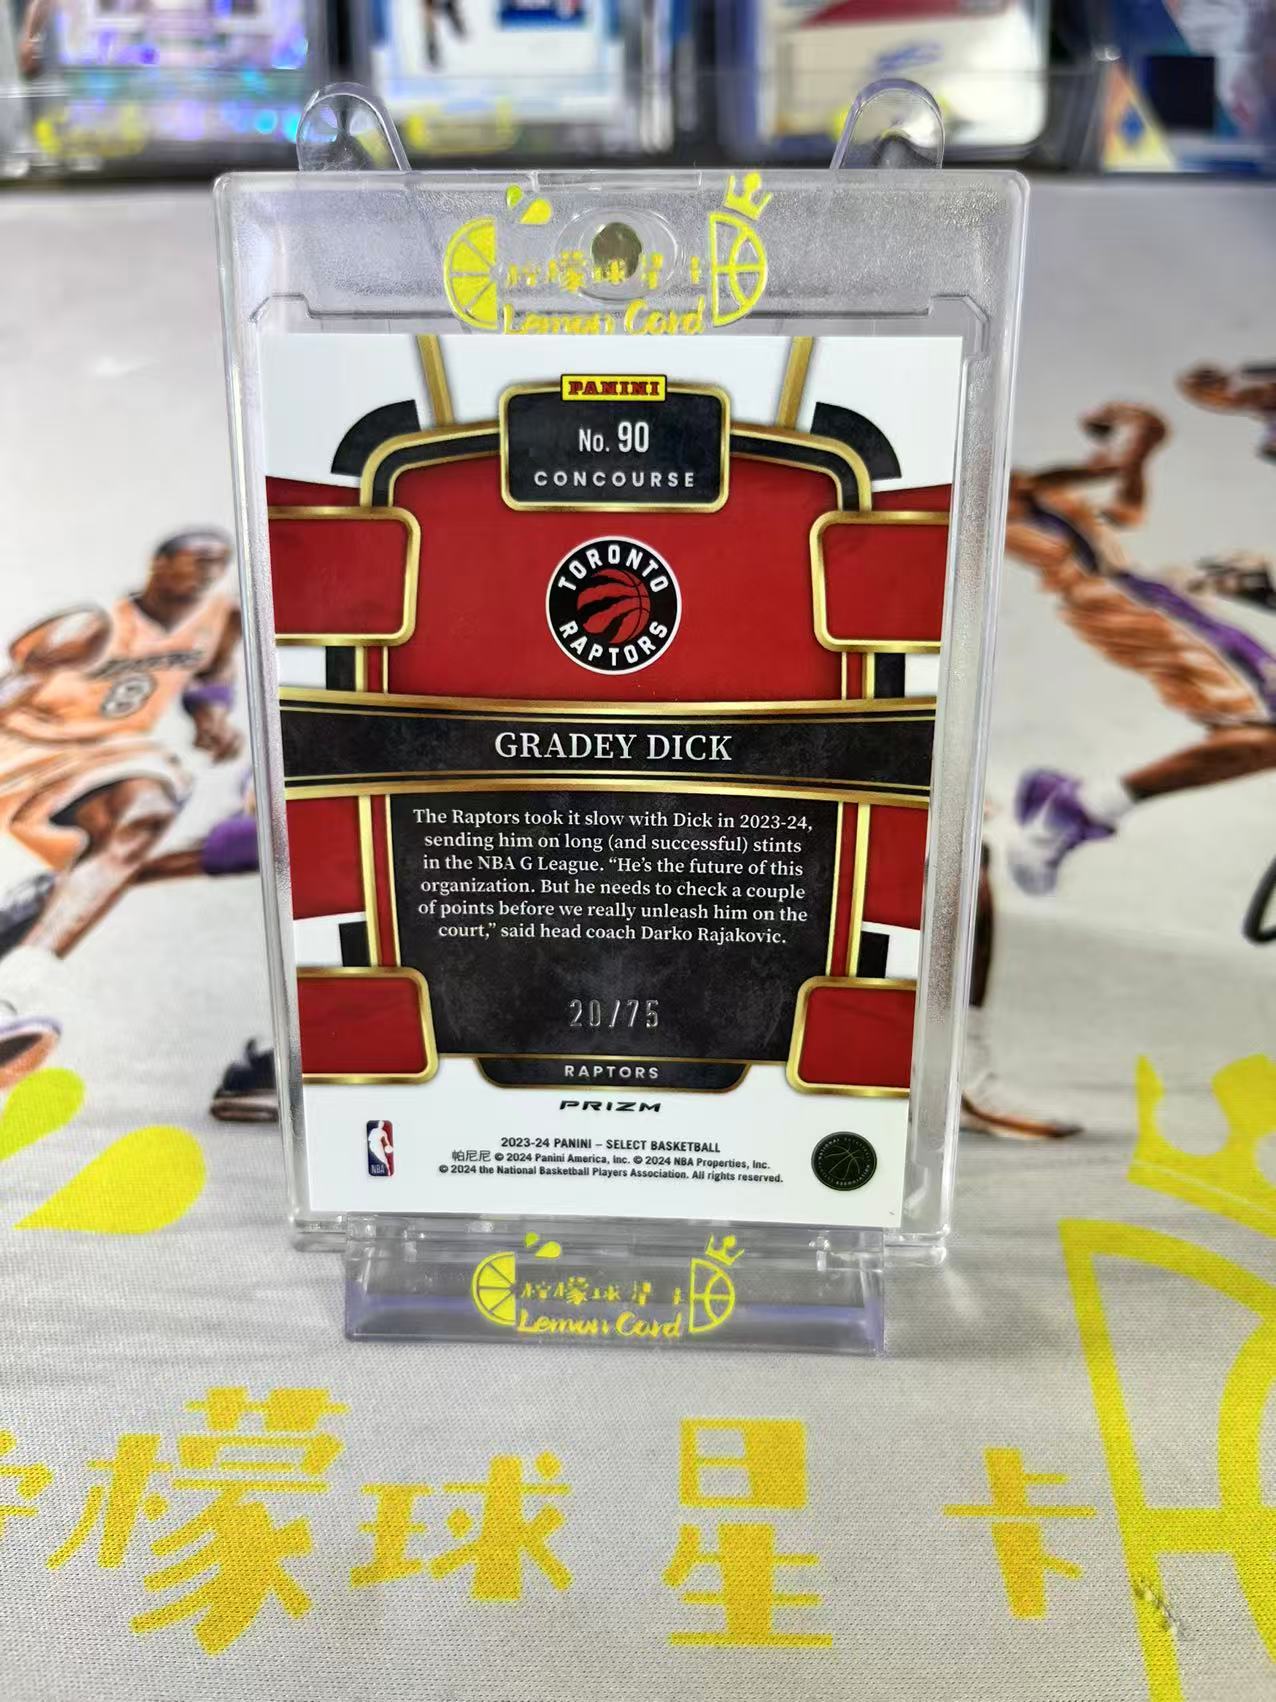 柠檬球星卡
Lemon Card
PANINI
No. 90
CONCOURSE
TORONTO
RAPTORS
GRADEY DICK
The Raptors took it slow with Dick in 2023-24,
sending him on long (and successful) stints
in the NBA G League. “He’s the future of this
organization. But he needs to check a couple
of points before we really unleash him on the
court,” said head coach Darko Rajakovic.
20/75
RAPTORS
PRIZM
2023-24 PANINI – SELECT BASKETBALL
帕尼尼 © 2024 Panini America, Inc. © 2024 NBA Properties, Inc.
© 2024 the National Basketball Players Association. All rights reserved.
NBA
柠檬球星卡
Lemon Card
8
柠檬球星卡